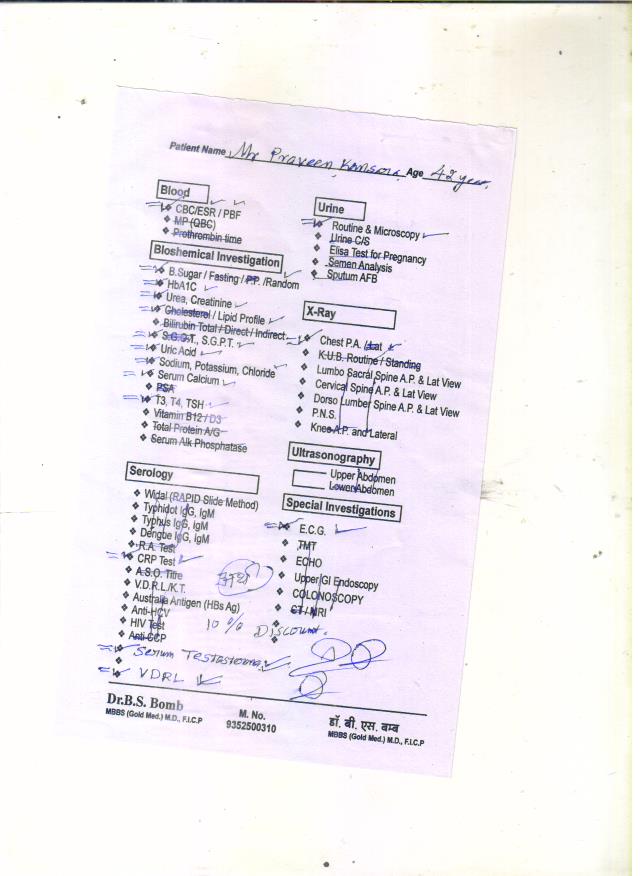 Patient Name Mr Praveen Kansara Age 42 year
Blood
CBC/ESR / PBF
MP (QBC)
Prothrombin time
Bioshemical Investigation
B.Sugar / Fasting / PP /Random
HbA1C
Urea, Creatinine
Cholesterol / Lipid Profile
Bilirubin Total / Direct / Indirect
S.G.O.T., S.G.P.T.
Uric Acid
Sodium, Potassium, Chloride
Serum Calcium
PSA
T3, T4, TSH
Vitamin B12 / D3
Total Protein A/G
Serum Alk Phosphatase
Serology
Widal (RAPID Slide Method)
Typhidot IgG, IgM
Typhus IgG, IgM
Dengue IgG, IgM
R.A. Test
CRP Test
A.S.O. Titre
V.D.R.L./K.T.
Australia Antigen (HBs Ag)
Anti-HCV
HIV Test
Anti-CCP
Serum Testosterone
VDRL
Urine
Routine & Microscopy
Urine C/S
Elisa Test for Pregnancy
Semen Analysis
Sputum AFB
X-Ray
Chest P.A. / Lat
K.U.B. Routine / Standing
Lumbo Sacral Spine A.P. & Lat View
Cervical Spine A.P. & Lat View
Dorso Lumber Spine A.P. & Lat View
P.N.S.
Knee A.P. and Lateral
Ultrasonography
Upper Abdomen
Lower Abdomen
Special Investigations
E.C.G.
TMT
ECHO
Upper GI Endoscopy
COLONOSCOPY
CT / MRI
10 % Discount.
Dr.B.S. Bomb
MBBS (Gold Med.) M.D., F.I.C.P
M. No.
9352500310
डॉ. बी. एस. बम्ब
MBBS (Gold Med.) M.D., F.I.C.P